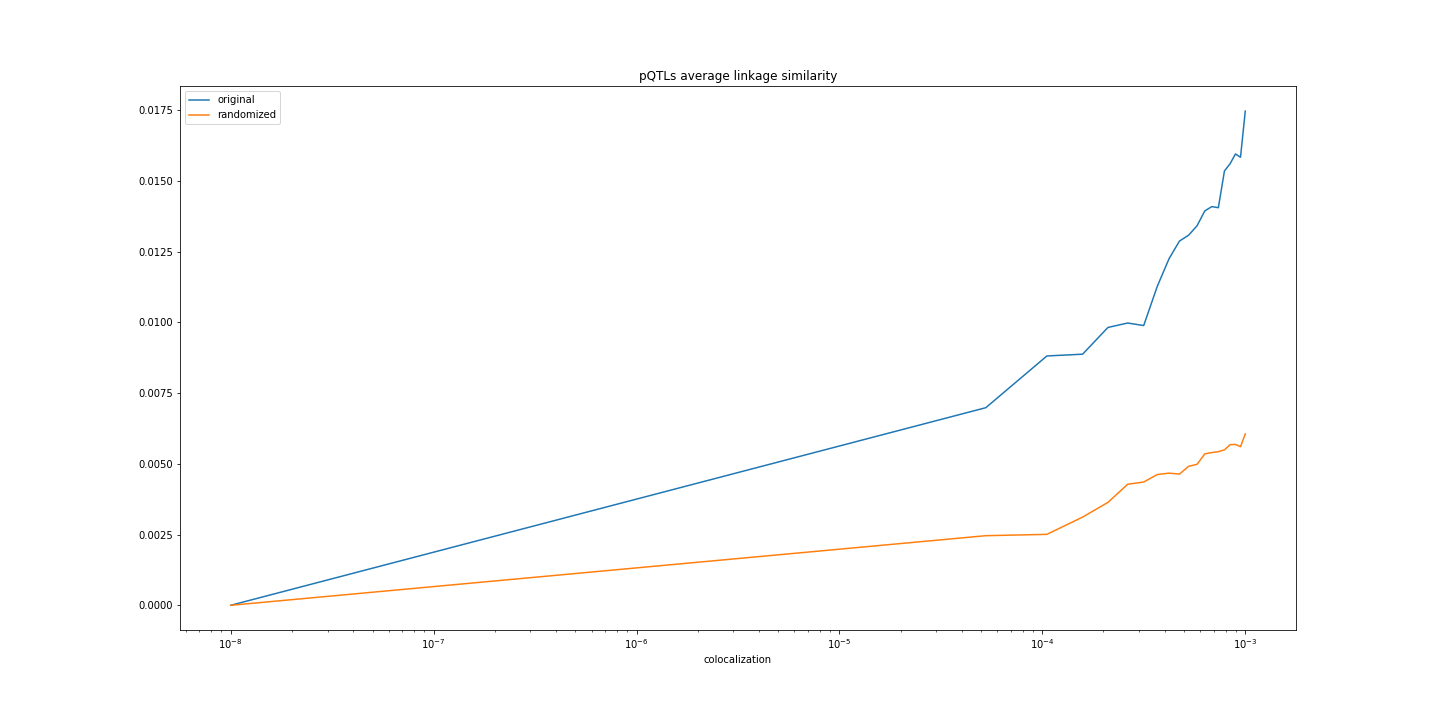 pQTLs average linkage similarity
original
randomized
0.0175
0.0150
0.0125
0.0100
0.0075
0.0050
0.0025
0.0000
10⁻⁸ 10⁻⁷ 10⁻⁶ 10⁻⁵ 10⁻⁴ 10⁻³
colocalization